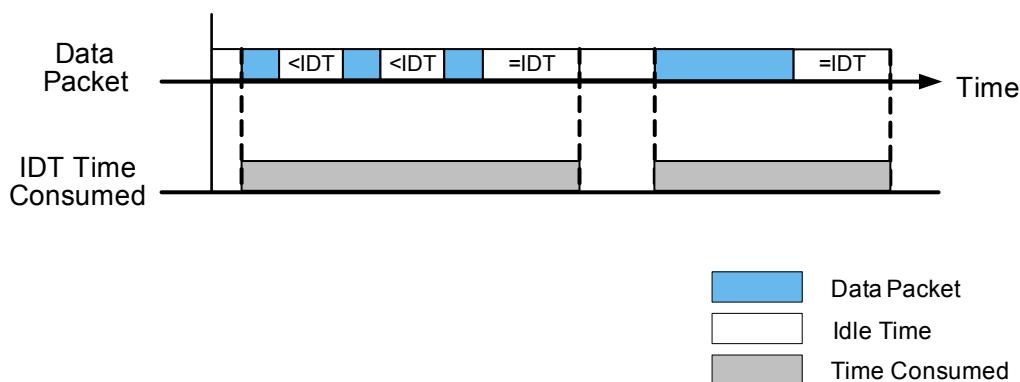 Data
Packet
<IDT
<IDT
=IDT
=IDT
Time
IDT Time
Consumed
Data Packet
Idle Time
Time Consumed